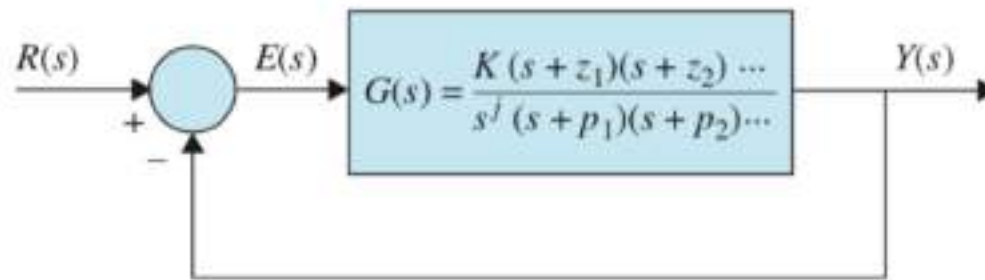 R(s)
E(s)
Y(s)
G(s) = K (s + z₁)(s + z₂) ··· / s^j (s + p₁)(s + p₂)···
+
−